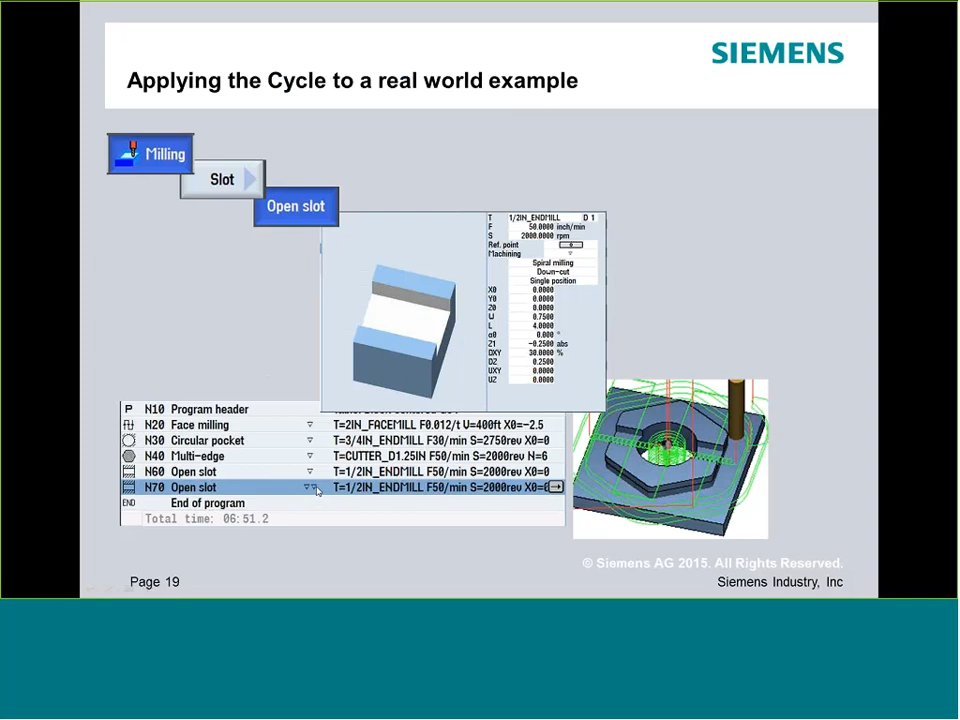 SIEMENS
Applying the Cycle to a real world example
Milling
Slot
Open slot
T 1/2IN_ENDMILL D 1
F 50.0000 inch/min
S 2000.0000 rpm
Ref. point
Machining ▽
Spiral milling
Down-cut
Single position
X0 0.0000
Y0 0.0000
Z0 0.0000
W 0.7500
L 4.0000
α0 0.000 °
Z1 -0.2500 abs
DXY 30.0000 %
DZ 0.2500
UXY 0.0000
UZ 0.0000
P N10 Program header
N20 Face milling ▽ T=2IN_FACEMILL F0.012/t V=400ft X0=-2.5
N30 Circular pocket ▽ T=3/4IN_ENDMILL F30/min S=2750rev X0=0
N40 Multi-edge ▽ T=CUTTER_D1.25IN F50/min S=2000rev N=6
N60 Open slot ▽ T=1/2IN_ENDMILL F50/min S=2000rev X0=0
N70 Open slot ▽▽ T=1/2IN_ENDMILL F50/min S=2000rev X0=0
END End of program
Total time: 06:51.2
© Siemens AG 2015. All Rights Reserved.
Page 19
Siemens Industry, Inc